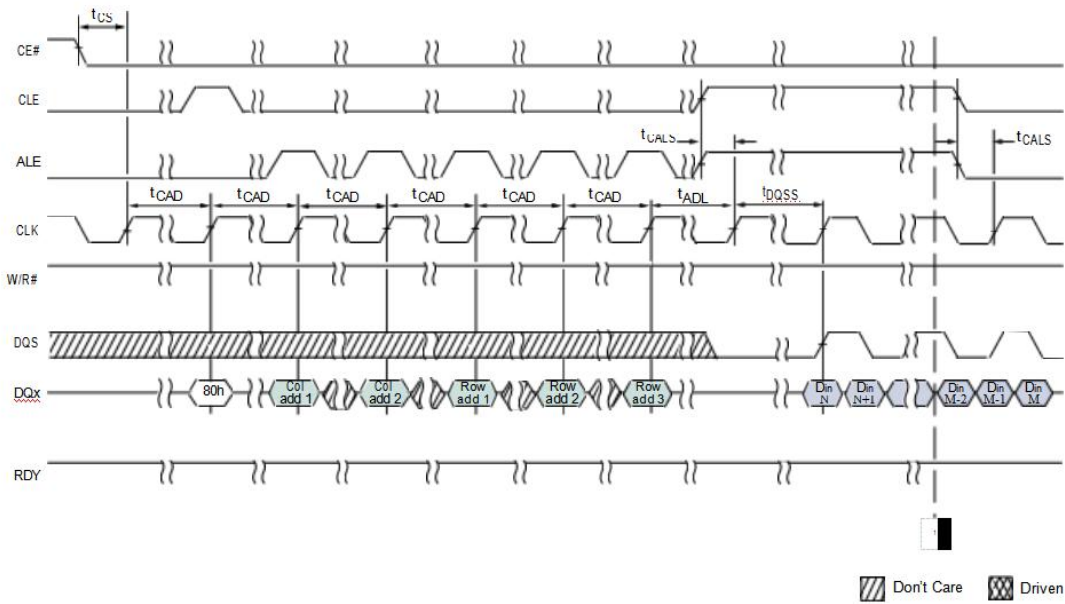 tCS
CE#
CLE
tCALS
tCALS
ALE
tCAD
tCAD
tCAD
tCAD
tCAD
tCAD
tADL
tDQSS
CLK
W/R#
DQS
DQx
80h
Col add 1
Col add 2
Row add 1
Row add 2
Row add 3
Din N
Din N+1
Din M-2
Din M-1
Din M
RDY
Don't Care
Driven